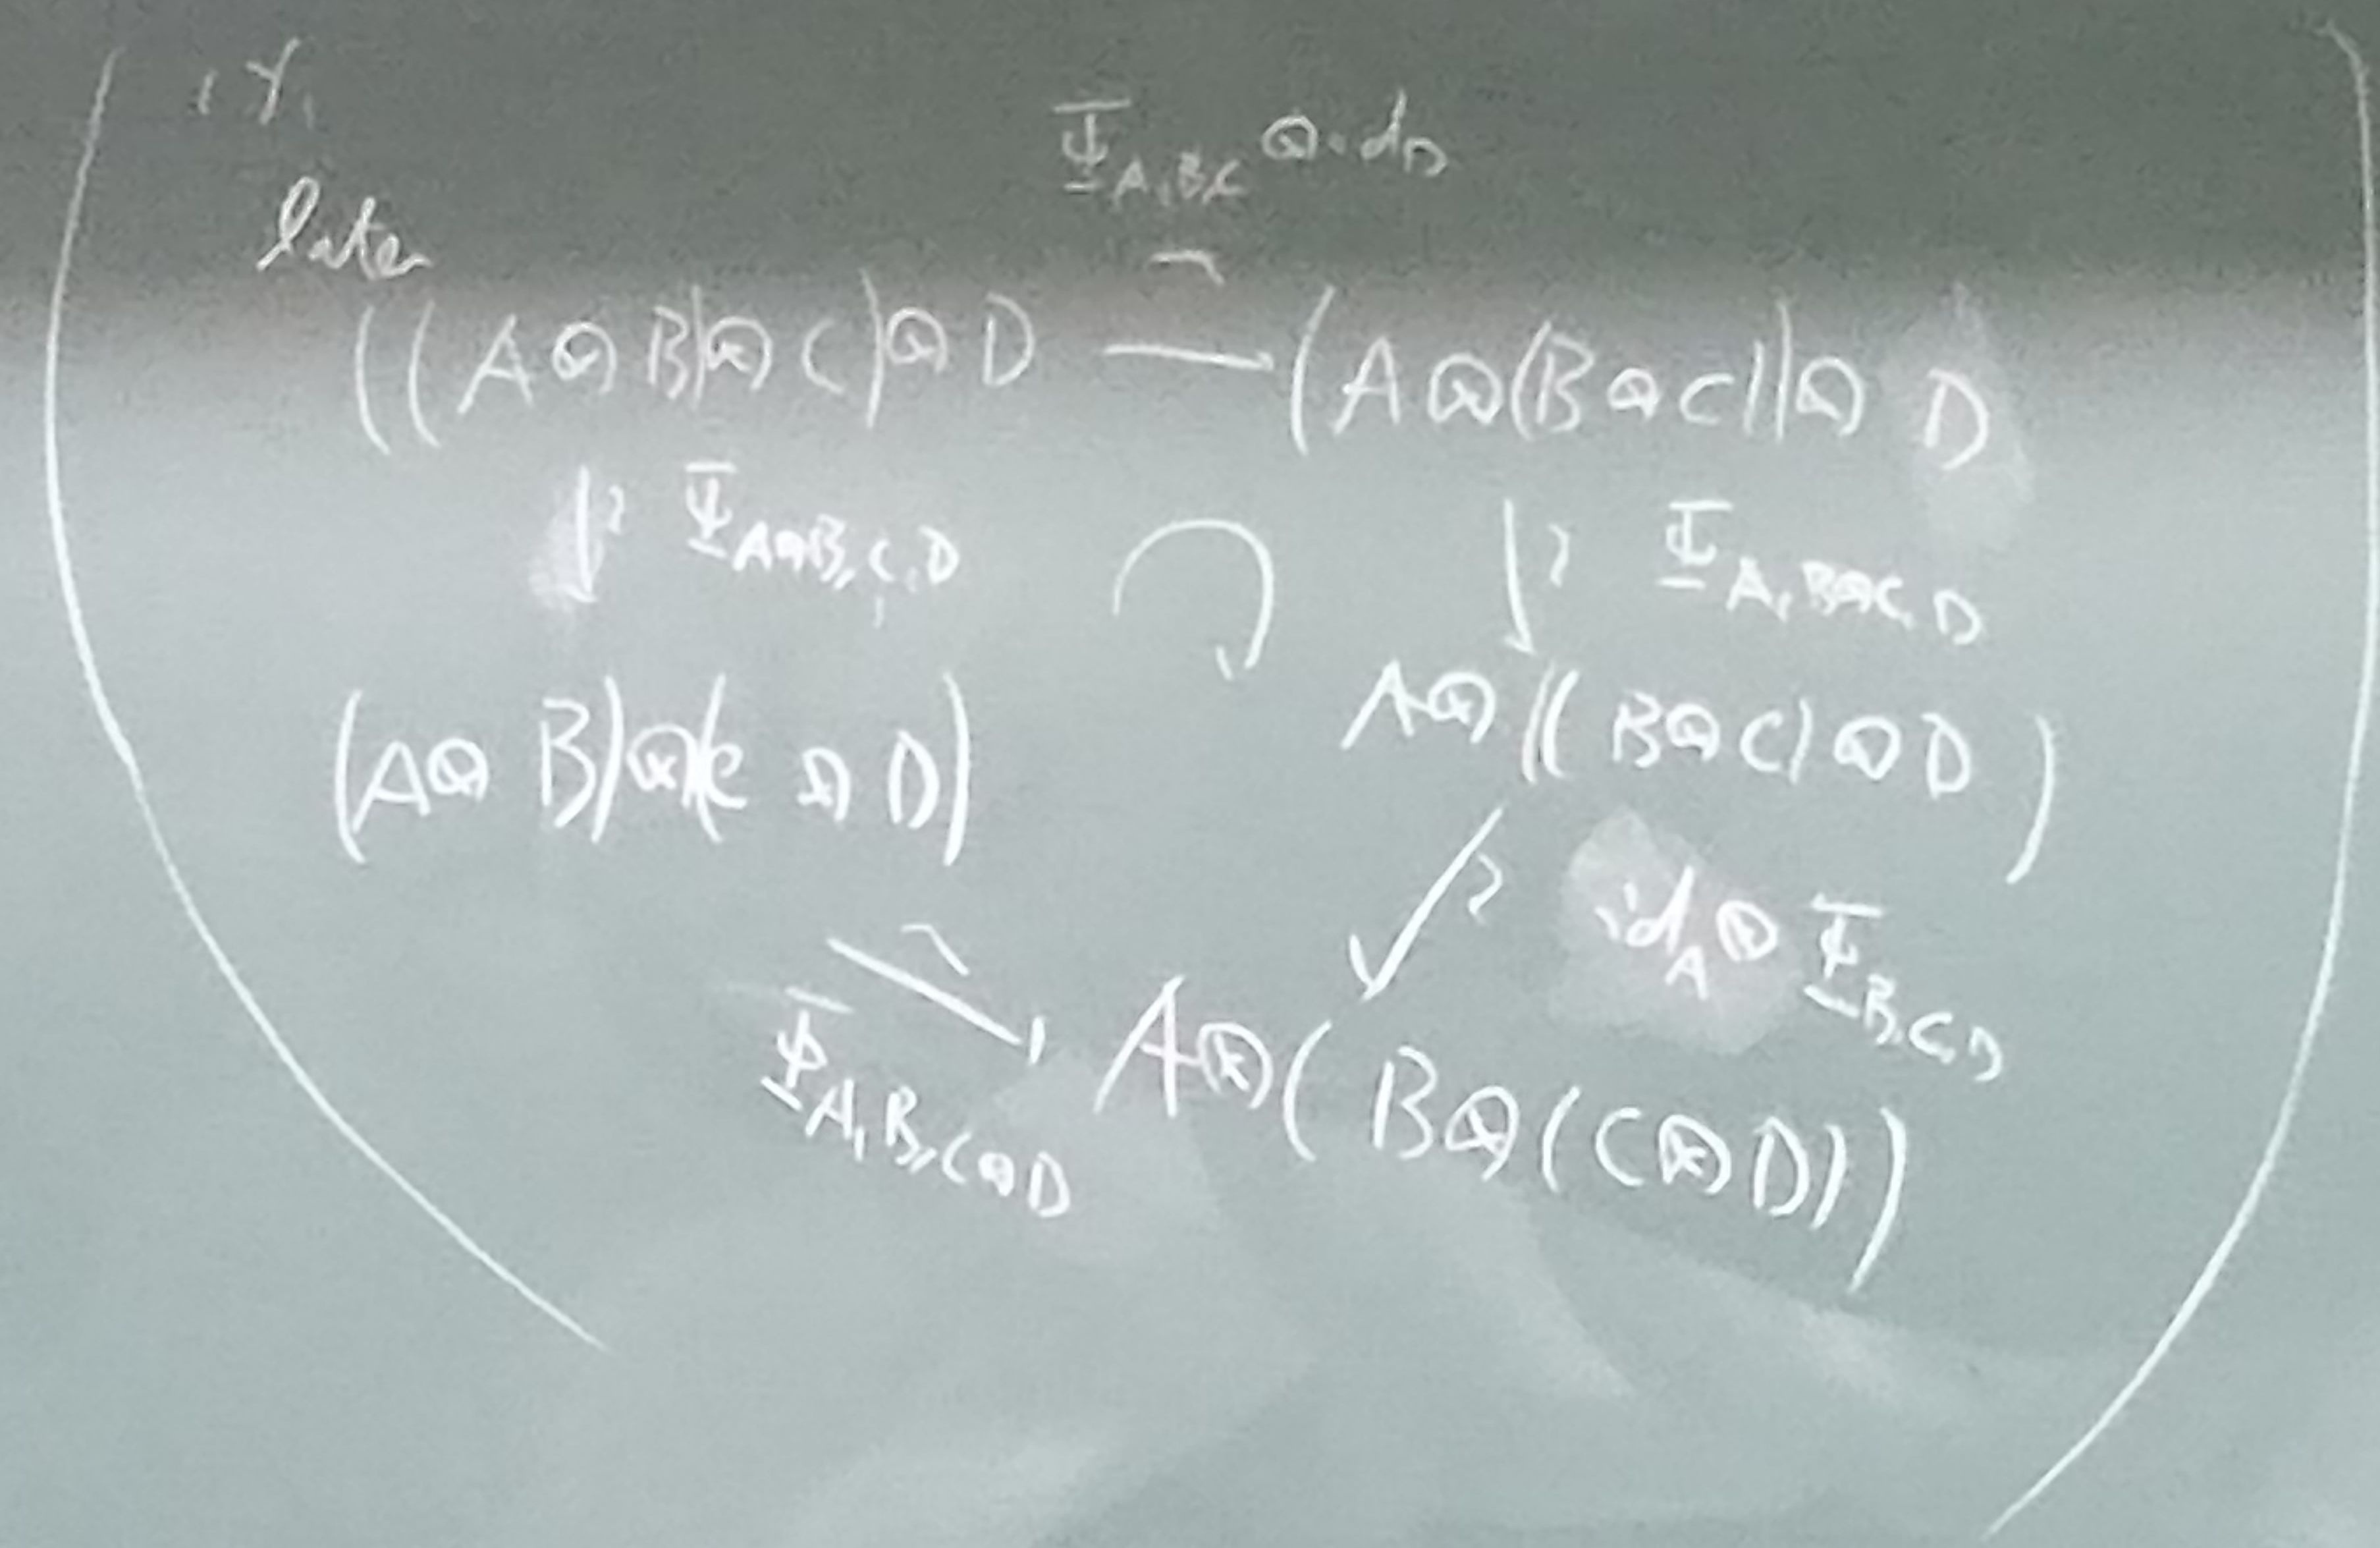 later
Φ_{A,B,C} ⊗ id_D
((A⊗B)⊗C)⊗D → (A⊗(B⊗C))⊗D
↓≀ Φ_{A⊗B,C,D} ↓≀ Φ_{A,B⊗C,D}
(A⊗B)⊗(C⊗D) A⊗((B⊗C)⊗D)
id_A⊗Φ_{B,C,D}
Φ_{A,B,C⊗D} A⊗(B⊗(C⊗D))